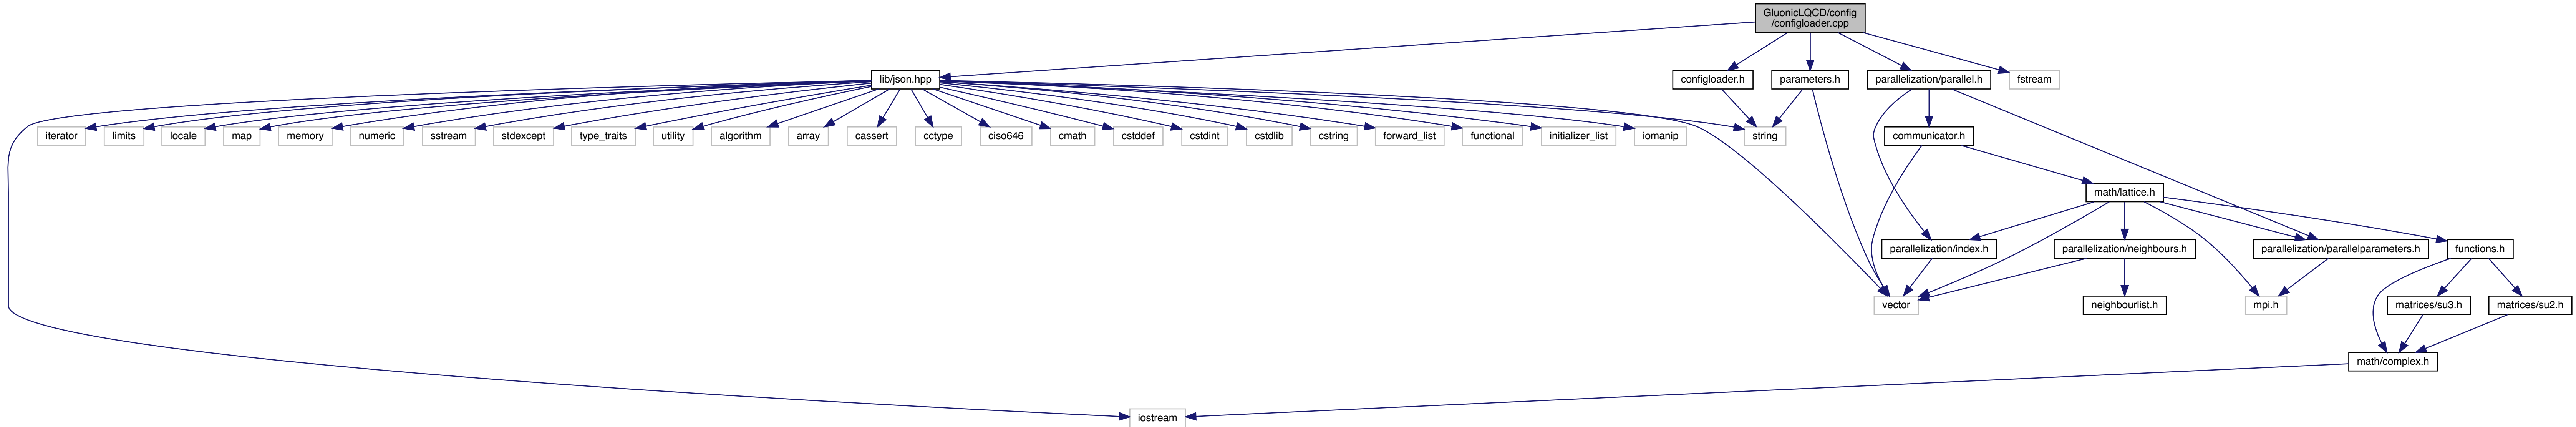 GluonicLQCD/config
/configloader.cpp
lib/json.hpp
configloader.h
parameters.h
parallelization/parallel.h
fstream
iterator
limits
locale
map
memory
numeric
sstream
stdexcept
type_traits
utility
algorithm
array
cassert
cctype
ciso646
cmath
cstddef
cstdint
cstdlib
cstring
forward_list
functional
initializer_list
iomanip
string
communicator.h
math/lattice.h
parallelization/index.h
parallelization/neighbours.h
parallelization/parallelparameters.h
functions.h
vector
neighbourlist.h
mpi.h
matrices/su3.h
matrices/su2.h
math/complex.h
iostream